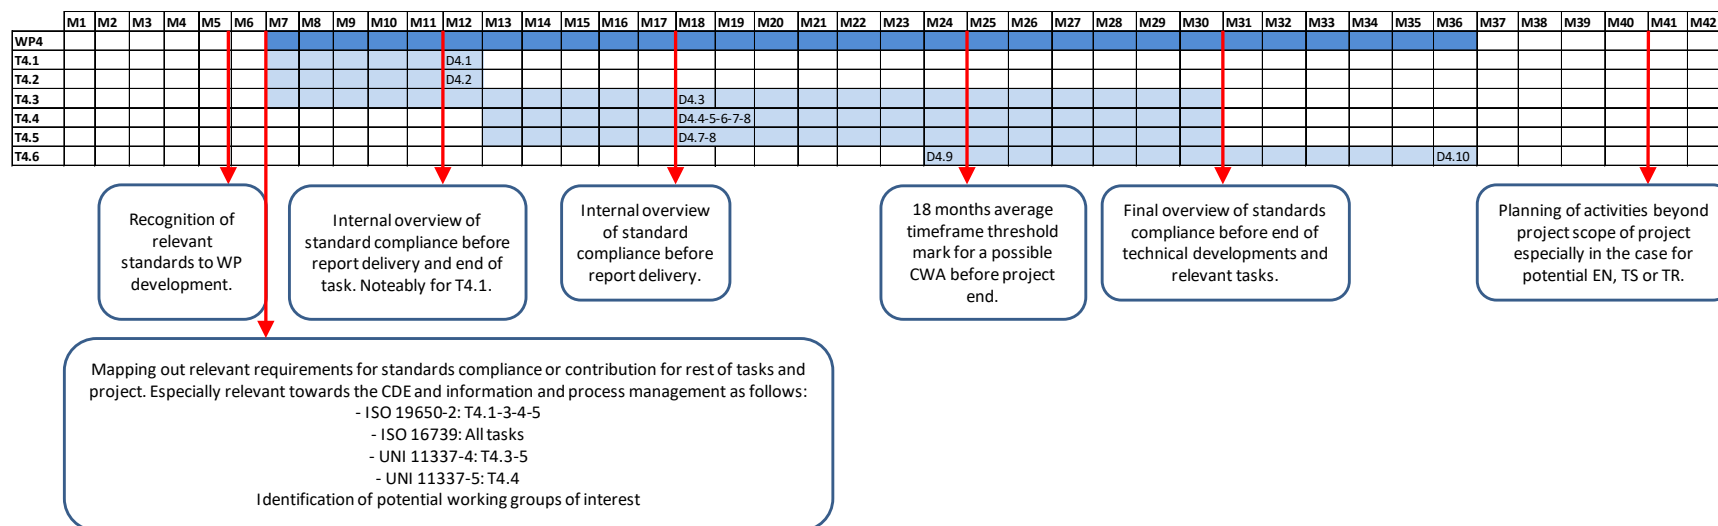 M1 M2 M3 M4 M5 M6 M7 M8 M9 M10 M11 M12 M13 M14 M15 M16 M17 M18 M19 M20 M21 M22 M23 M24 M25 M26 M27 M28 M29 M30 M31 M32 M33 M34 M35 M36 M37 M38 M39 M40 M41 M42
WP4
T4.1 D4.1
T4.2 D4.2
T4.3 D4.3
T4.4 D4.4-5-6-7-8
T4.5 D4.7-8
T4.6 D4.9 D4.10
Recognition of
relevant
standards to WP
development.
Internal overview of
standard compliance before
report delivery and end of
task. Noteably for T4.1.
Internal overview
of standard
compliance before
report delivery.
18 months average
timeframe threshold
mark for a possible
CWA before project
end.
Final overview of standards
compliance before end of
technical developments and
relevant tasks.
Planning of activities beyond
project scope of project
especially in the case for
potential EN, TS or TR.
Mapping out relevant requirements for standards compliance or contribution for rest of tasks and
project. Especially relevant towards the CDE and information and process management as follows:
- ISO 19650-2: T4.1-3-4-5
- ISO 16739: All tasks
- UNI 11337-4: T4.3-5
- UNI 11337-5: T4.4
Identification of potential working groups of interest